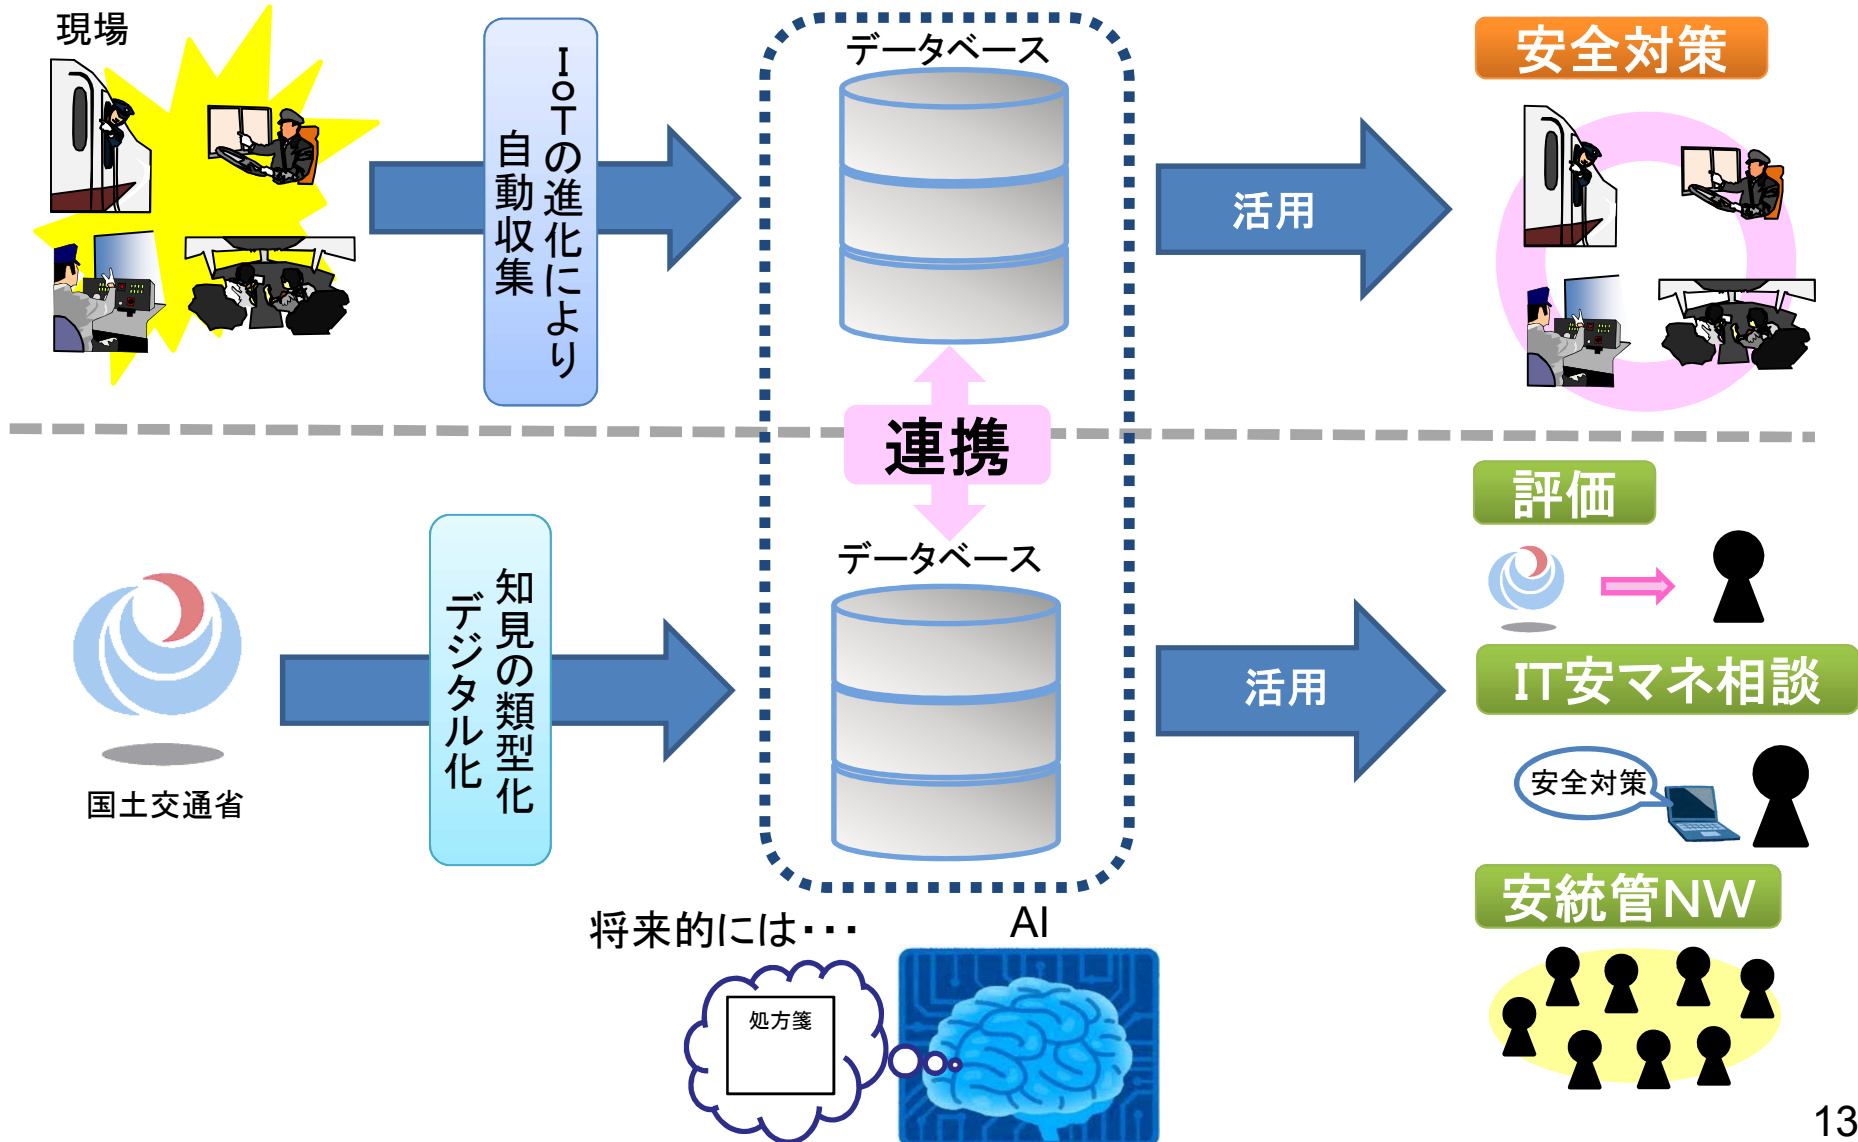 現場
IoTの進化により
自動収集
データベース
活用
安全対策
連携
国土交通省
知見の類型化
デジタル化
データベース
活用
評価
IT安マネ相談
安全対策
安統管NW
将来的には・・・
AI
処方箋
13